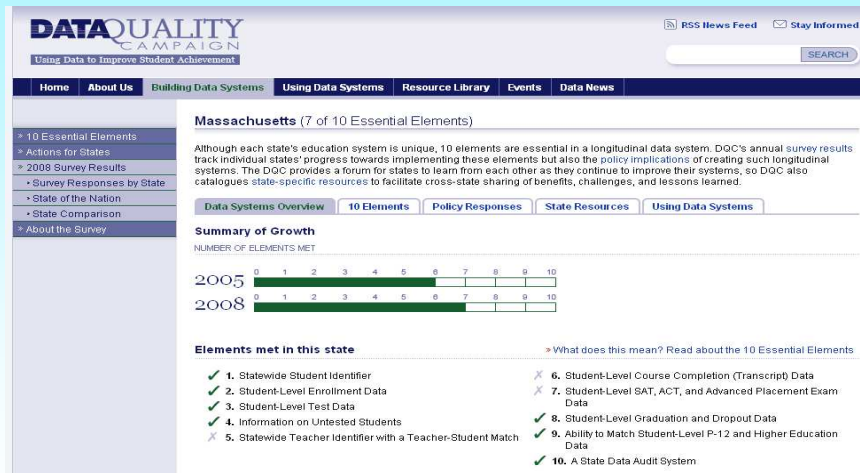 DATA QUALITY
CAMPAIGN
Using Data to Improve Student Achievement
RSS News Feed
Stay Informed
SEARCH
Home
About Us
Building Data Systems
Using Data Systems
Resource Library
Events
Data News
» 10 Essential Elements
» Actions for States
» 2008 Survey Results
• Survey Responses by State
• State of the Nation
• State Comparison
» About the Survey
Massachusetts (7 of 10 Essential Elements)
Although each state's education system is unique, 10 elements are essential in a longitudinal data system. DQC's annual survey results
track individual states' progress towards implementing these elements but also the policy implications of creating such longitudinal
systems. The DQC provides a forum for states to learn from each other as they continue to improve their systems, so DQC also
catalogues state-specific resources to facilitate cross-state sharing of benefits, challenges, and lessons learned.
Data Systems Overview
10 Elements
Policy Responses
State Resources
Using Data Systems
Summary of Growth
NUMBER OF ELEMENTS MET
0 1 2 3 4 5 6 7 8 9 10
2005
0 1 2 3 4 5 6 7 8 9 10
2008
Elements met in this state
» What does this mean? Read about the 10 Essential Elements
1. Statewide Student Identifier
2. Student-Level Enrollment Data
3. Student-Level Test Data
4. Information on Untested Students
5. Statewide Teacher Identifier with a Teacher-Student Match
6. Student-Level Course Completion (Transcript) Data
7. Student-Level SAT, ACT, and Advanced Placement Exam
Data
8. Student-Level Graduation and Dropout Data
9. Ability to Match Student-Level P-12 and Higher Education
Data
10. A State Data Audit System